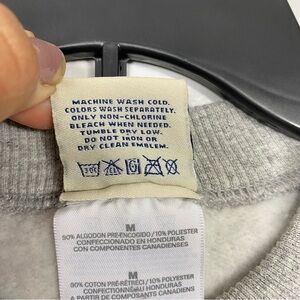 MACHINE WASH COLD.
COLORS WASH SEPARATELY.
ONLY NON-CHLORINE
BLEACH WHEN NEEDED.
TUMBLE DRY LOW.
DO NOT IRON OR
DRY CLEAN EMBLEM.
M
90% ALGODON PRE-ENCOGIDO / 10% POLIESTER
CONFECCIONADO EN HONDURAS
CON COMPONENTES CANADIENSES
M
90% COTON PRÉ-RÉTRÉCI / 10% POLYESTER
CONFECTIONNÉ AU HONDURAS
A PARTIR DE COMPOSANTS CANADIENS